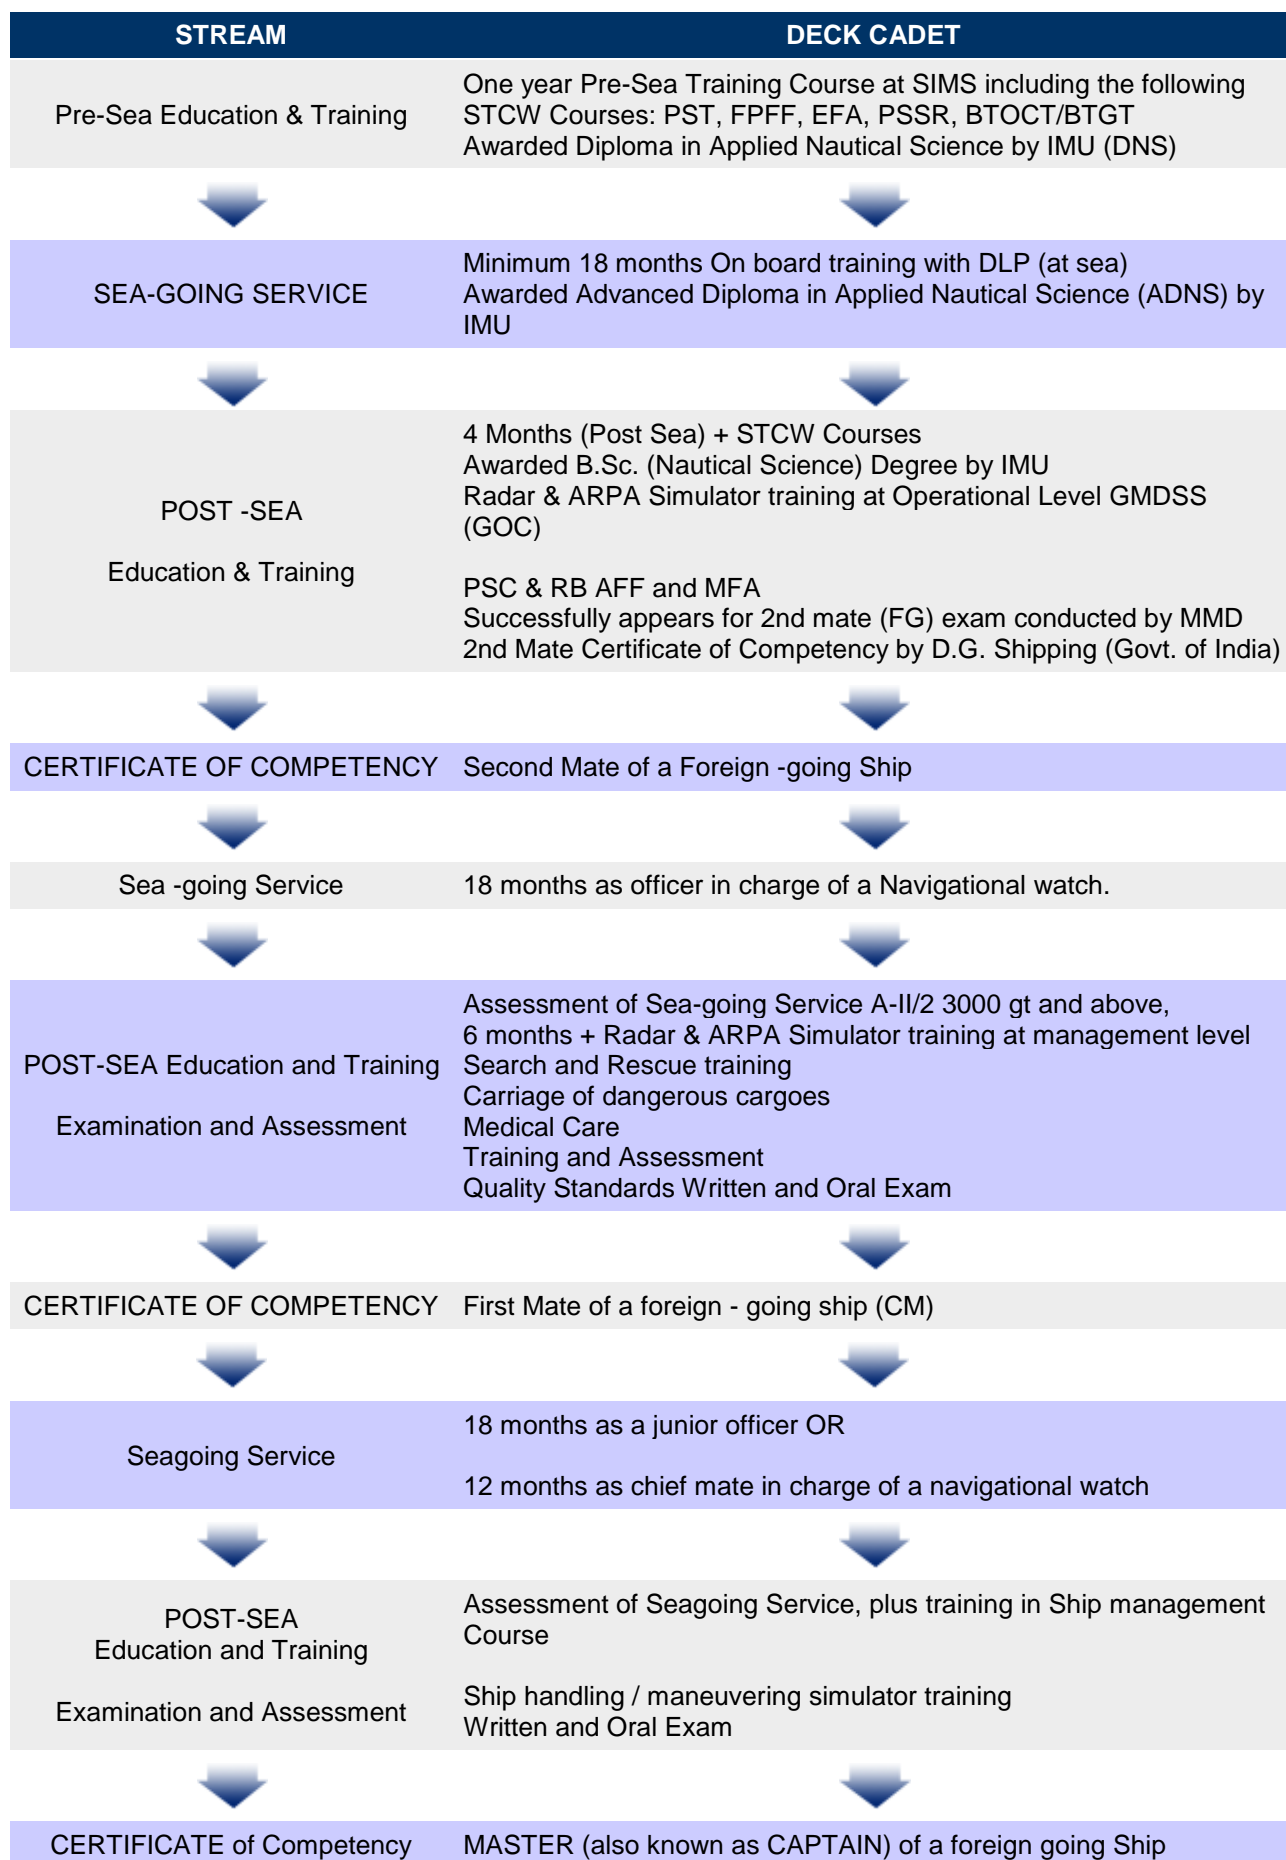 STREAM DECK CADET
Pre-Sea Education & Training
One year Pre-Sea Training Course at SIMS including the following
STCW Courses: PST, FPFF, EFA, PSSR, BTOCT/BTGT
Awarded Diploma in Applied Nautical Science by IMU (DNS)
SEA-GOING SERVICE
Minimum 18 months On board training with DLP (at sea)
Awarded Advanced Diploma in Applied Nautical Science (ADNS) by
IMU
POST -SEA
Education & Training
4 Months (Post Sea) + STCW Courses
Awarded B.Sc. (Nautical Science) Degree by IMU
Radar & ARPA Simulator training at Operational Level GMDSS
(GOC)
PSC & RB AFF and MFA
Successfully appears for 2nd mate (FG) exam conducted by MMD
2nd Mate Certificate of Competency by D.G. Shipping (Govt. of India)
CERTIFICATE OF COMPETENCY Second Mate of a Foreign -going Ship
Sea -going Service 18 months as officer in charge of a Navigational watch.
POST-SEA Education and Training
Examination and Assessment
Assessment of Sea-going Service A-II/2 3000 gt and above,
6 months + Radar & ARPA Simulator training at management level
Search and Rescue training
Carriage of dangerous cargoes
Medical Care
Training and Assessment
Quality Standards Written and Oral Exam
CERTIFICATE OF COMPETENCY First Mate of a foreign - going ship (CM)
Seagoing Service
18 months as a junior officer OR
12 months as chief mate in charge of a navigational watch
POST-SEA
Education and Training
Examination and Assessment
Assessment of Seagoing Service, plus training in Ship management
Course
Ship handling / maneuvering simulator training
Written and Oral Exam
CERTIFICATE of Competency MASTER (also known as CAPTAIN) of a foreign going Ship